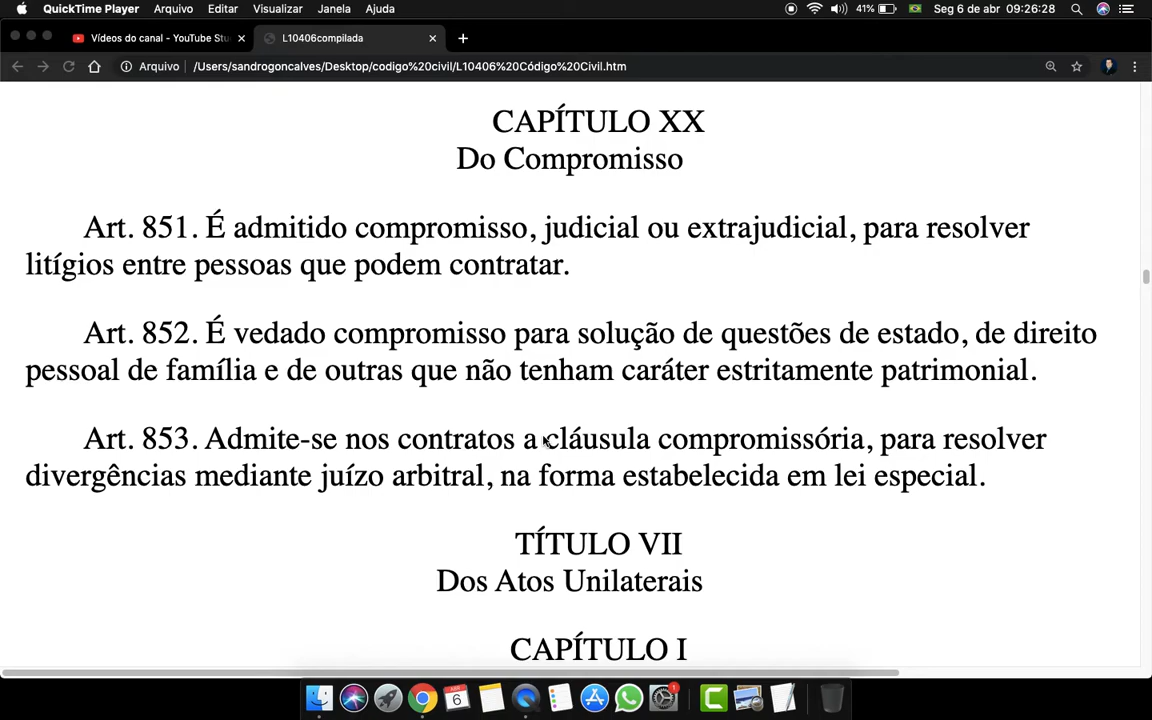 QuickTime Player Arquivo Editar Visualizar Janela Ajuda 41% Seg 6 de abr 09:26:28
Vídeos do canal - YouTube Stu L10406compilada
Arquivo /Users/sandrogoncalves/Desktop/codigo%20civil/L10406%20Código%20Civil.htm
CAPÍTULO XX
Do Compromisso
Art. 851. É admitido compromisso, judicial ou extrajudicial, para resolver
litígios entre pessoas que podem contratar.
Art. 852. É vedado compromisso para solução de questões de estado, de direito
pessoal de família e de outras que não tenham caráter estritamente patrimonial.
Art. 853. Admite-se nos contratos a cláusula compromissória, para resolver
divergências mediante juízo arbitral, na forma estabelecida em lei especial.
TÍTULO VII
Dos Atos Unilaterais
CAPÍTULO I
ABR
6
1
C